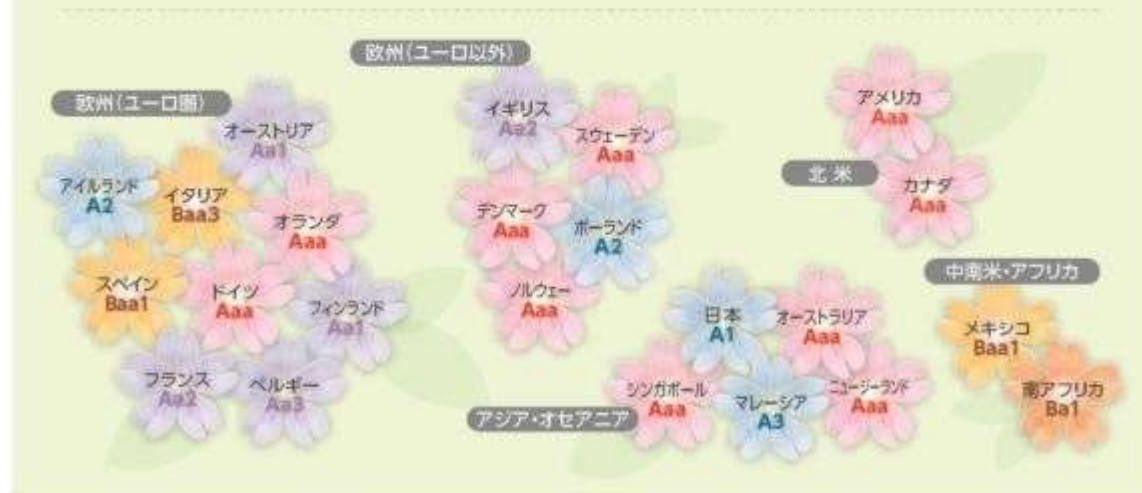 欧州(ユーロ圏)
オーストリア
Aa1
アイルランド
A2
イタリア
Baa3
オランダ
Aaa
スペイン
Baa1
ドイツ
Aaa
フィンランド
Aa1
フランス
Aa2
ベルギー
Aa3
欧州(ユーロ以外)
イギリス
Aa2
スウェーデン
Aaa
デンマーク
Aaa
ポーランド
A2
ノルウェー
Aaa
北米
アメリカ
Aaa
カナダ
Aaa
アジア・オセアニア
日本
A1
オーストラリア
Aaa
シンガポール
Aaa
マレーシア
A3
ニュージーランド
Aaa
中南米・アフリカ
メキシコ
Baa1
南アフリカ
Ba1